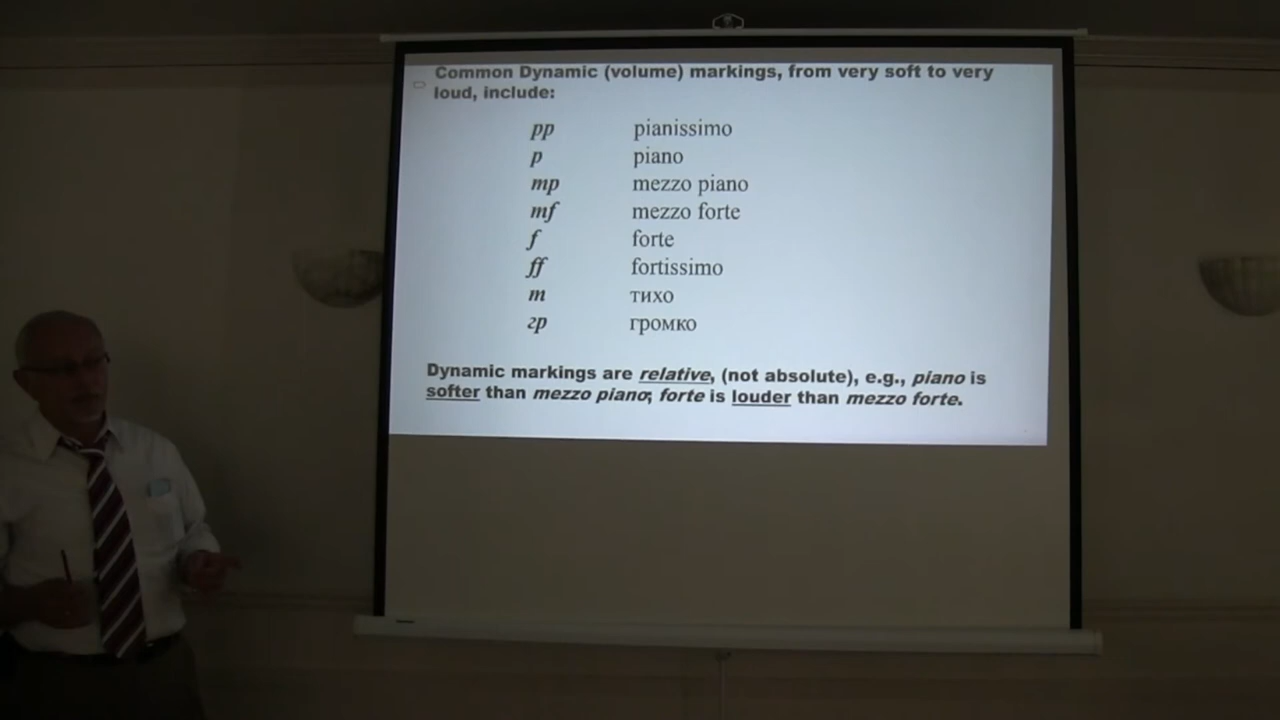 Common Dynamic (volume) markings, from very soft to very
loud, include:
pp pianissimo
p piano
mp mezzo piano
mf mezzo forte
f forte
ff fortissimo
т тихо
гр громко
Dynamic markings are relative, (not absolute), e.g., piano is
softer than mezzo piano; forte is louder than mezzo forte.